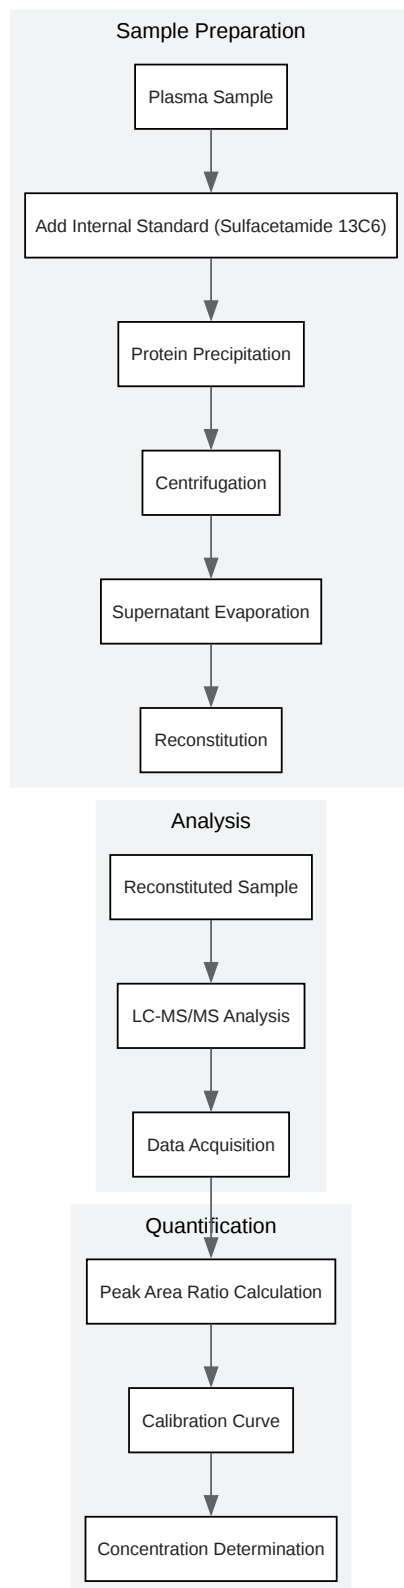 Sample Preparation
Plasma Sample
Add Internal Standard (Sulfacetamide 13C6)
Protein Precipitation
Centrifugation
Supernatant Evaporation
Reconstitution
Analysis
Reconstituted Sample
LC-MS/MS Analysis
Data Acquisition
Quantification
Peak Area Ratio Calculation
Calibration Curve
Concentration Determination